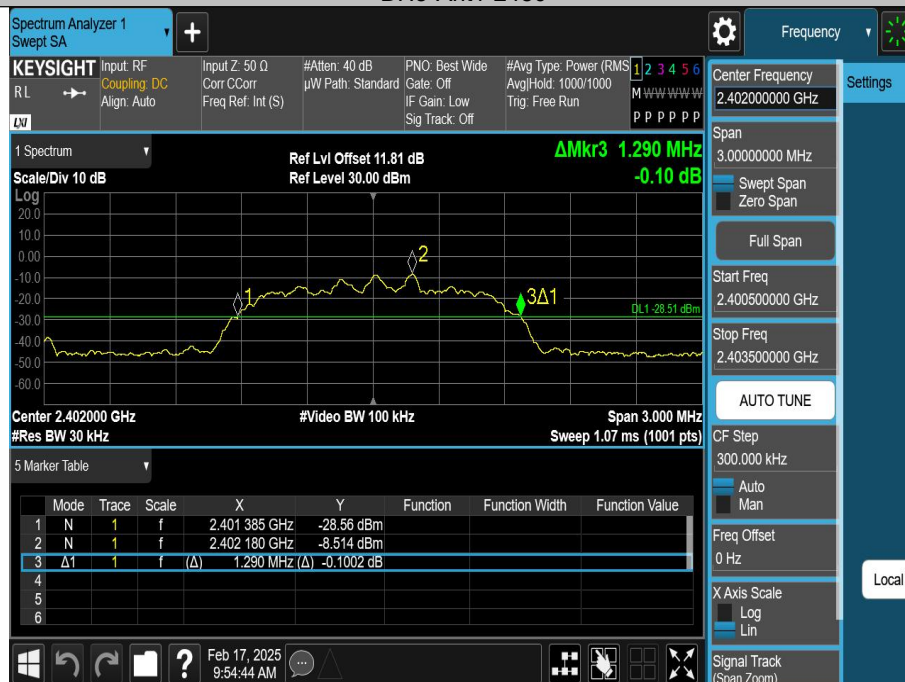 Spectrum Analyzer 1
Swept SA
Frequency
KEYSIGHT
RL
LXI
Input: RF
Coupling: DC
Align: Auto
Input Z: 50 Ω
Corr CCorr
Freq Ref: Int (S)
#Atten: 40 dB
µW Path: Standard
PNO: Best Wide
Gate: Off
IF Gain: Low
Sig Track: Off
#Avg Type: Power (RMS
Avg|Hold: 1000/1000
Trig: Free Run
1 2 3 4 5 6
M W W W W W
P P P P P P
1 Spectrum
Scale/Div 10 dB
Ref Lvl Offset 11.81 dB
Ref Level 30.00 dBm
ΔMkr3 1.290 MHz
-0.10 dB
Log
20.0
10.0
0.00
-10.0
-20.0
-30.0
-40.0
-50.0
-60.0
1
2
3Δ1
DL1 -28.51 dBm
Center 2.402000 GHz
#Res BW 30 kHz
#Video BW 100 kHz
Span 3.000 MHz
Sweep 1.07 ms (1001 pts)
5 Marker Table
Mode Trace Scale X Y Function Function Width Function Value
1 N 1 f 2.401 385 GHz -28.56 dBm
2 N 1 f 2.402 180 GHz -8.514 dBm
3 Δ1 1 f (Δ) 1.290 MHz (Δ) -0.1002 dB
4
5
6
Feb 17, 2025
9:54:44 AM
Center Frequency
2.402000000 GHz
Span
3.00000000 MHz
Swept Span
Zero Span
Full Span
Start Freq
2.400500000 GHz
Stop Freq
2.403500000 GHz
AUTO TUNE
CF Step
300.000 kHz
Auto
Man
Freq Offset
0 Hz
X Axis Scale
Log
Lin
Signal Track
(Span Zoom)
Settings
Local